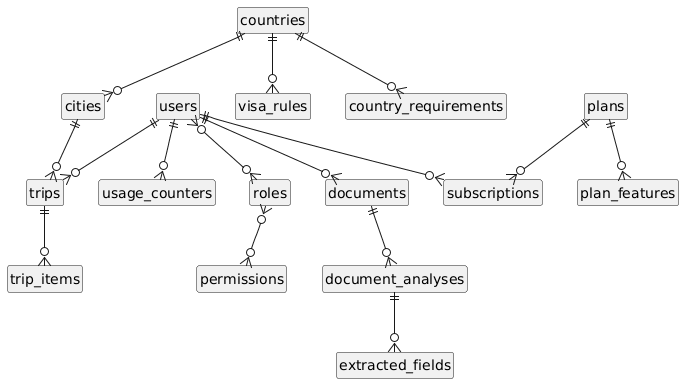 countries
cities
users
visa_rules
country_requirements
plans
trips
usage_counters
roles
documents
subscriptions
plan_features
trip_items
permissions
document_analyses
extracted_fields